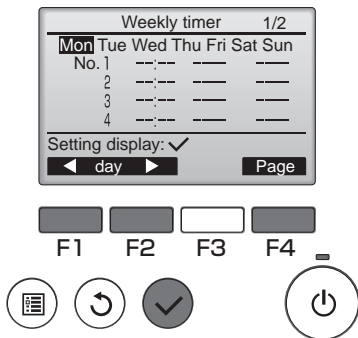 Weekly timer 1/2
Mon Tue Wed Thu Fri Sat Sun
No. 1 --:-- -----
2 --:-- -----
3 --:-- -----
4 --:-- -----
Setting display: ✓
◀ day ▶ Page
F1 F2 F3 F4